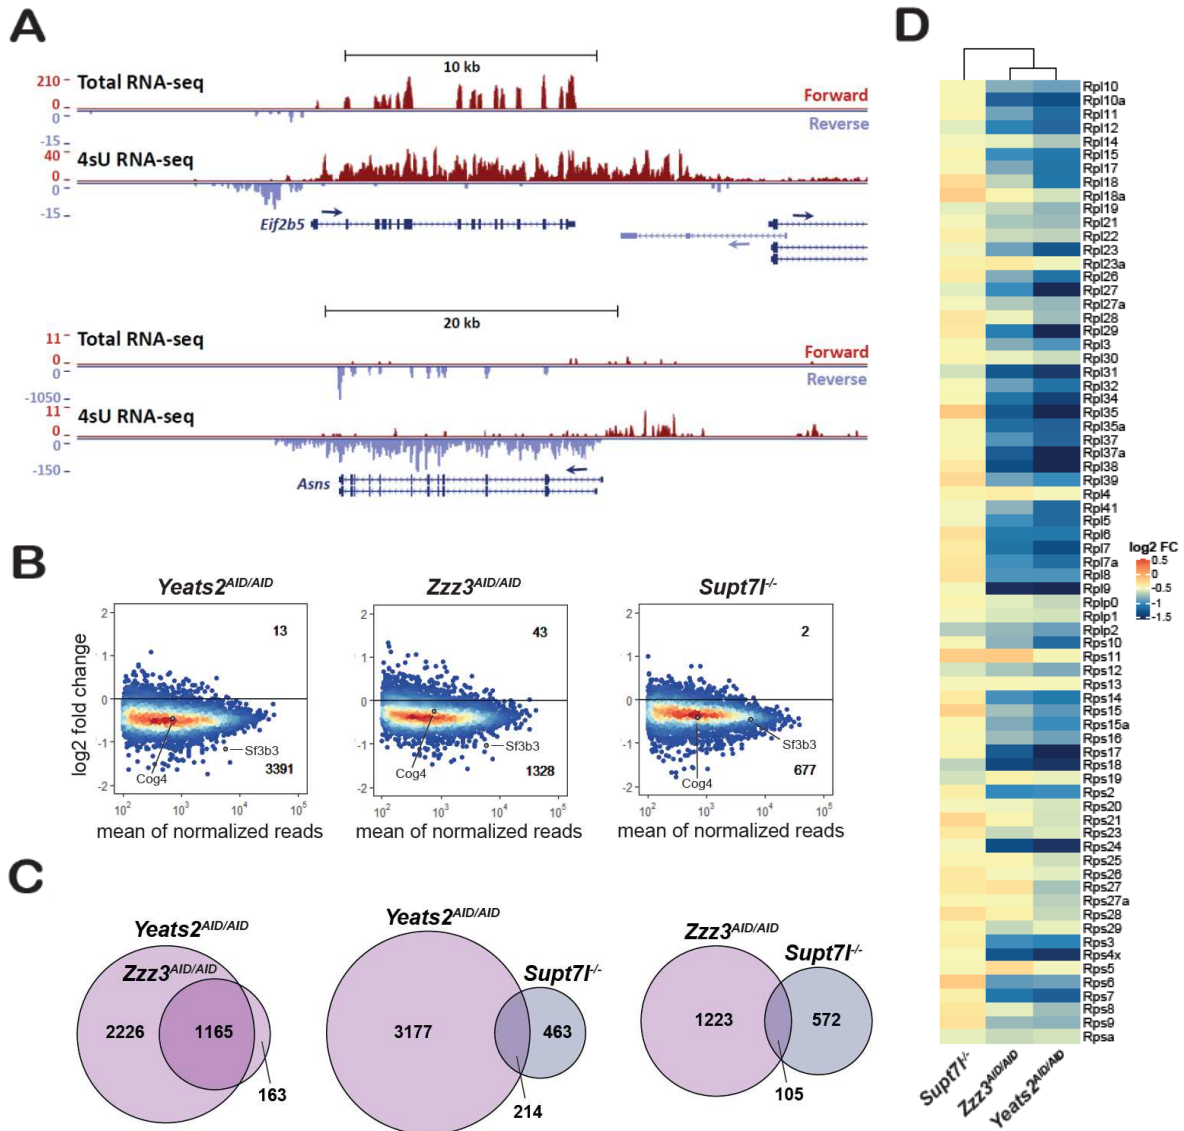 A
10 kb
Total RNA-seq
210
0
0
-15
Forward
Reverse
4sU RNA-seq
40
0
0
-15
Eif2b5
20 kb
Total RNA-seq
11
0
0
-1050
Forward
Reverse
4sU RNA-seq
11
0
0
-150
Asns
B
Yeats2AID/AID
Zzz3AID/AID
Supt7l-/-
log2 fold change
2
1
0
-1
-2
13
3391
Cog4
Sf3b3
10² 10³ 10⁴ 10⁵
mean of normalized reads
2
1
0
-1
-2
43
1328
Cog4
Sf3b3
10² 10³ 10⁴ 10⁵
mean of normalized reads
2
1
0
-1
-2
2
677
Cog4
Sf3b3
10² 10³ 10⁴ 10⁵
mean of normalized reads
C
Yeats2AID/AID
Zzz3AID/AID
2226
1165
163
Yeats2AID/AID
Supt7l-/-
3177
463
214
Zzz3AID/AID
Supt7l-/-
1223
572
105
D
Rpl10
Rpl10a
Rpl11
Rpl12
Rpl14
Rpl15
Rpl17
Rpl18
Rpl18a
Rpl19
Rpl21
Rpl22
Rpl23
Rpl23a
Rpl26
Rpl27
Rpl27a
Rpl28
Rpl29
Rpl3
Rpl30
Rpl31
Rpl32
Rpl34
Rpl35
Rpl35a
Rpl37
Rpl37a
Rpl38
Rpl39
Rpl4
Rpl41
Rpl5
Rpl6
Rpl7
Rpl7a
Rpl8
Rpl9
Rplp0
Rplp1
Rplp2
Rps10
Rps11
Rps12
Rps13
Rps14
Rps15
Rps15a
Rps16
Rps17
Rps18
Rps19
Rps2
Rps20
Rps21
Rps23
Rps24
Rps25
Rps26
Rps27
Rps27a
Rps28
Rps29
Rps3
Rps4x
Rps5
Rps6
Rps7
Rps8
Rps9
Rpsa
Supt7l-/-
Zzz3AID/AID
Yeats2AID/AID
log2 FC
0.5
0
-0.5
-1
-1.5